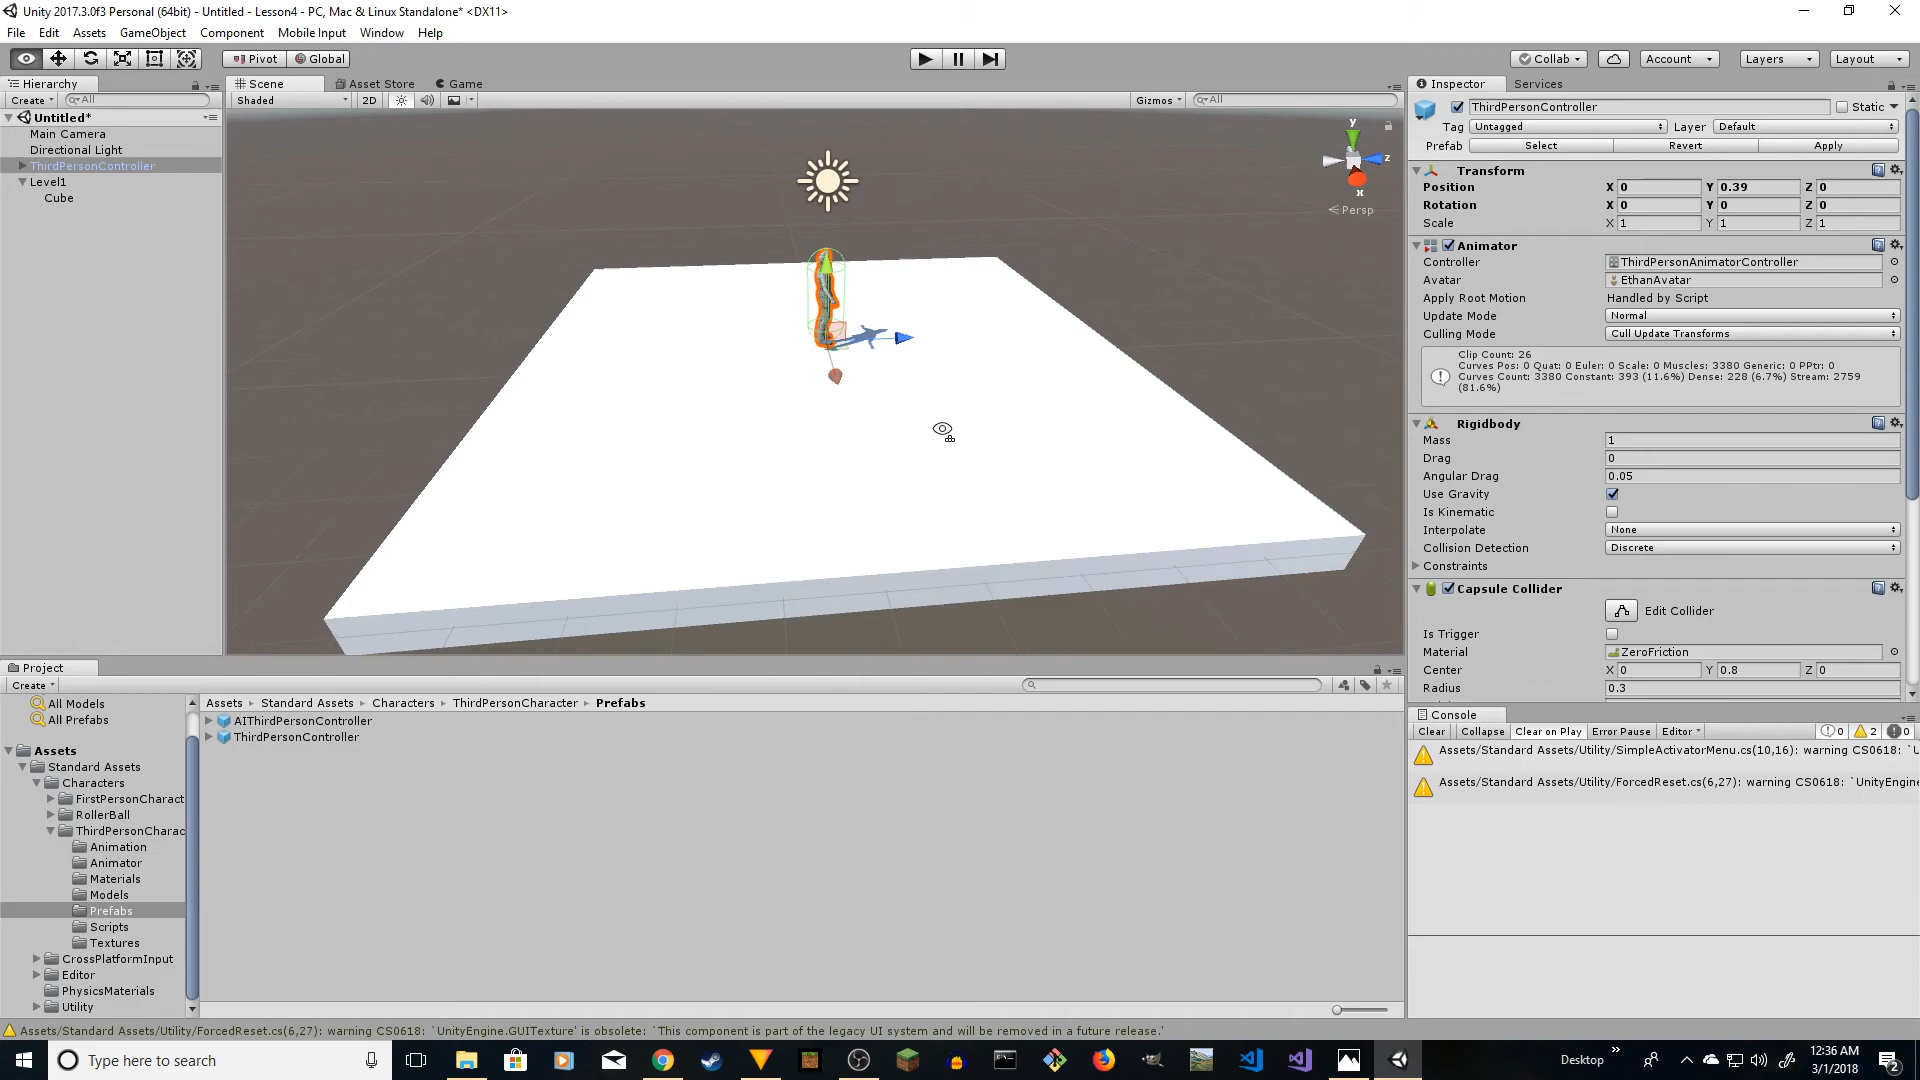 Unity 2017.3.0f3 Personal (64bit) - Untitled - Lesson4 - PC, Mac & Linux Standalone* <DX11>
File Edit Assets GameObject Component Mobile Input Window Help
Pivot Global Collab Account Layers Layout
Hierarchy
Create All
Untitled*
Main Camera
Directional Light
ThirdPersonController
Level1
Cube
Scene Asset Store Game
Shaded 2D Gizmos All
y
z
x
Persp
Inspector Services
ThirdPersonController Static
Tag Untagged Layer Default
Prefab Select Revert Apply
Transform
Position X 0 Y 0.39 Z 0
Rotation X 0 Y 0 Z 0
Scale X 1 Y 1 Z 1
Animator
Controller ThirdPersonAnimatorController
Avatar EthanAvatar
Apply Root Motion Handled by Script
Update Mode Normal
Culling Mode Cull Update Transforms
Clip Count: 26
Curves Pos: 0 Quat: 0 Euler: 0 Scale: 0 Muscles: 3380 Generic: 0 PPtr: 0
Curves Count: 3380 Constant: 393 (11.6%) Dense: 228 (6.7%) Stream: 2759
(81.6%)
Rigidbody
Mass 1
Drag 0
Angular Drag 0.05
Use Gravity
Is Kinematic
Interpolate None
Collision Detection Discrete
Constraints
Capsule Collider
Edit Collider
Is Trigger
Material ZeroFriction
Center X 0 Y 0.8 Z 0
Radius 0.3
Project
Create
All Models
All Prefabs
Assets
Standard Assets
Characters
FirstPersonCharact
RollerBall
ThirdPersonCharac
Animation
Animator
Materials
Models
Prefabs
Scripts
Textures
CrossPlatformInput
Editor
PhysicsMaterials
Utility
Assets Standard Assets Characters ThirdPersonCharacter Prefabs
AIThirdPersonController
ThirdPersonController
Console
Clear Collapse Clear on Play Error Pause Editor 0 2 0
Assets/Standard Assets/Utility/SimpleActivatorMenu.cs(10,16): warning CS0618: `U
Assets/Standard Assets/Utility/ForcedReset.cs(6,27): warning CS0618: `UnityEngine
Assets/Standard Assets/Utility/ForcedReset.cs(6,27): warning CS0618: `UnityEngine.GUITexture' is obsolete: `This component is part of the legacy UI system and will be removed in a future release.'
Type here to search
Desktop
12:36 AM
3/1/2018
2